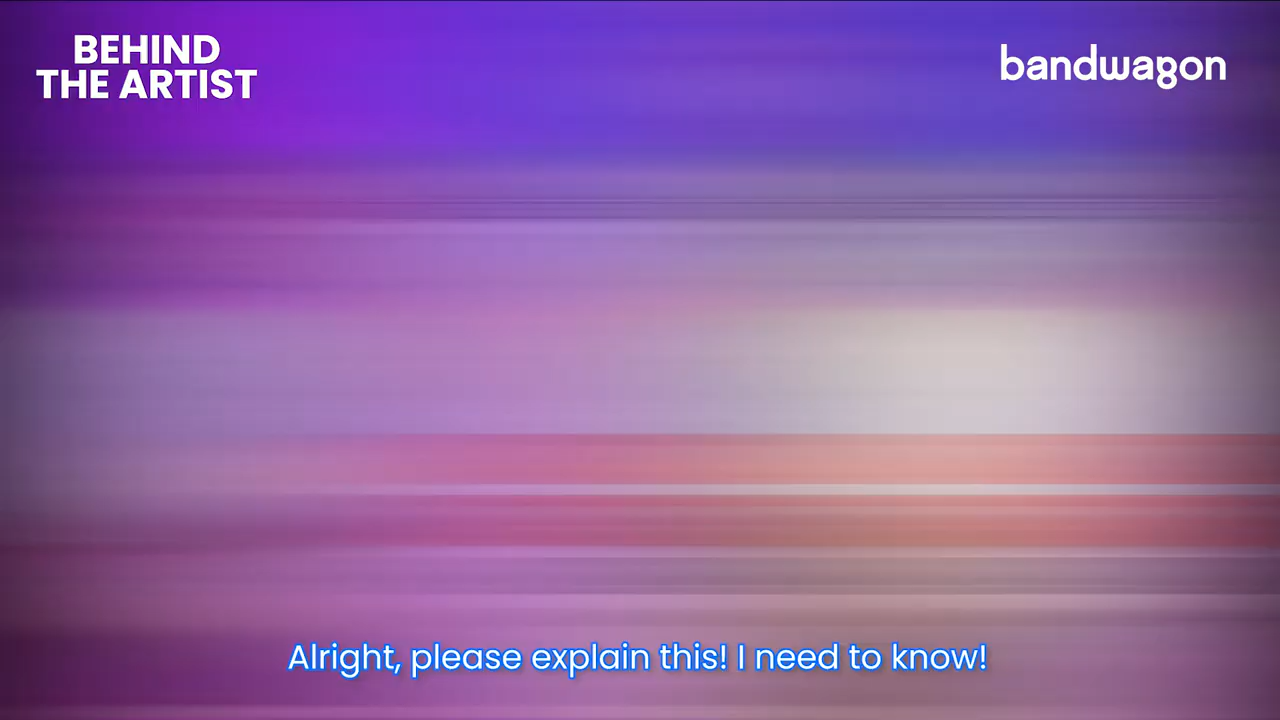 BEHIND
THE ARTIST
bandwagon
Alright, please explain this! I need to know!